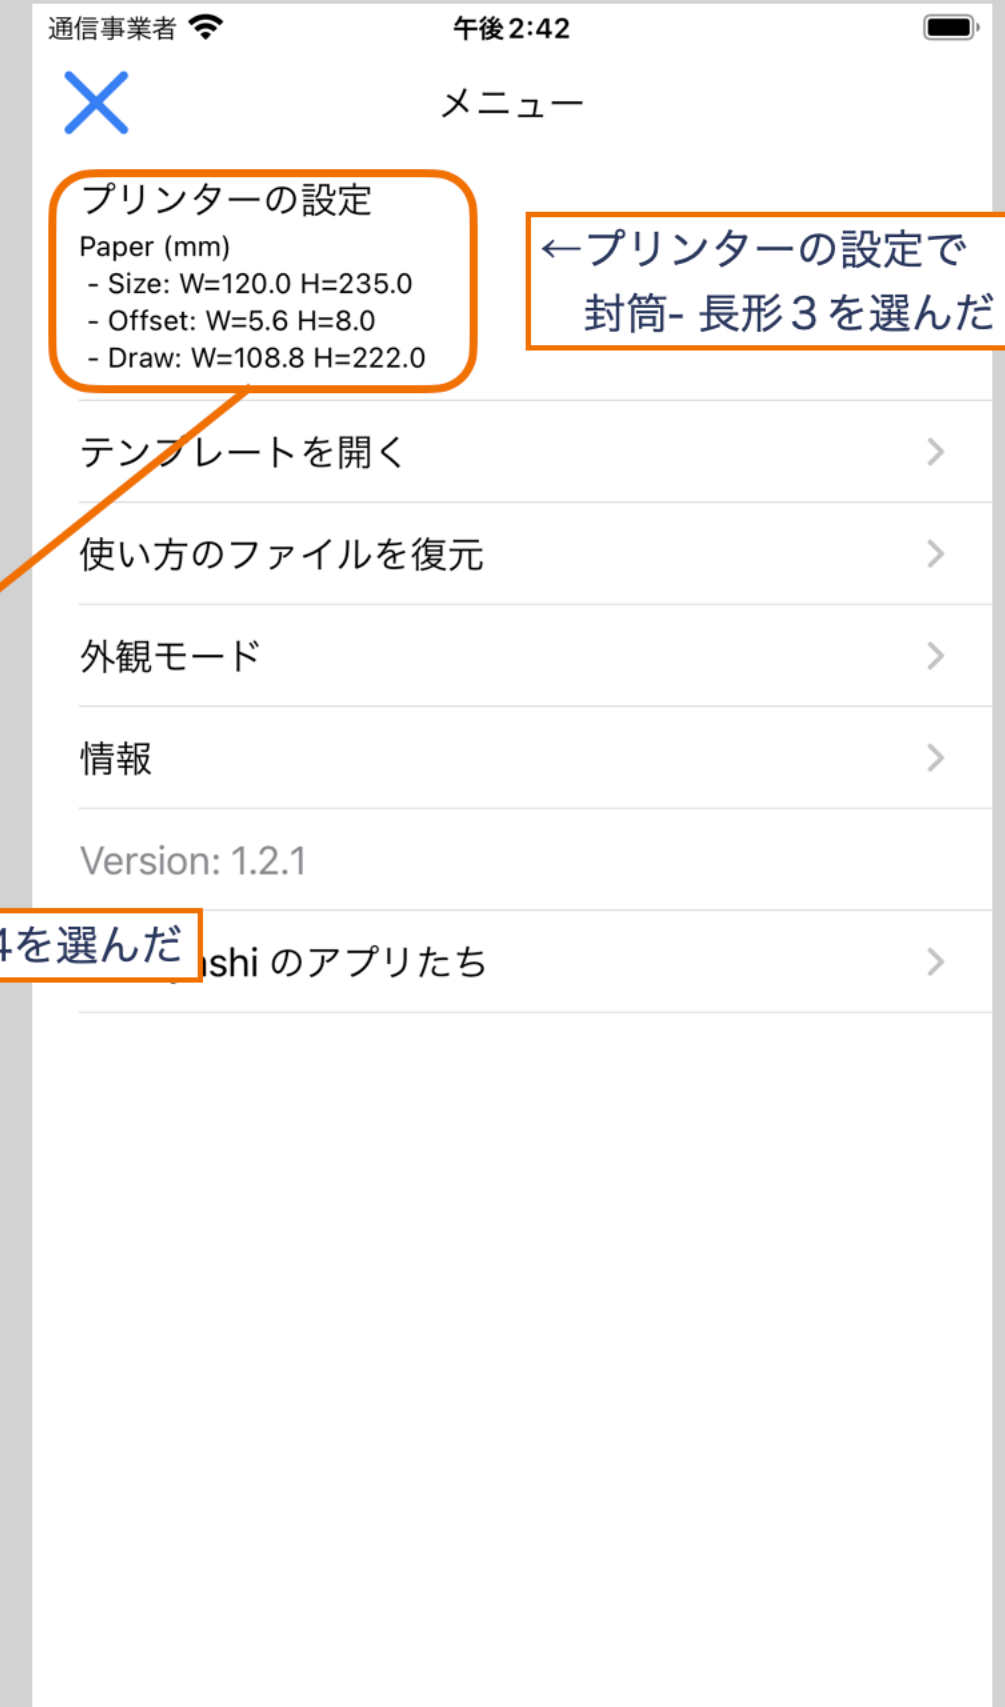 通信事業者
午後2:42
メニュー
プリンターの設定
Paper (mm)
- Size: W=120.0 H=235.0
- Offset: W=5.6 H=8.0
- Draw: W=108.8 H=222.0
←プリンターの設定で
封筒- 長形３を選んだ
テンプレートを開く
使い方のファイルを復元
外観モード
情報
Version: 1.2.1
4を選んだ
のアプリたち